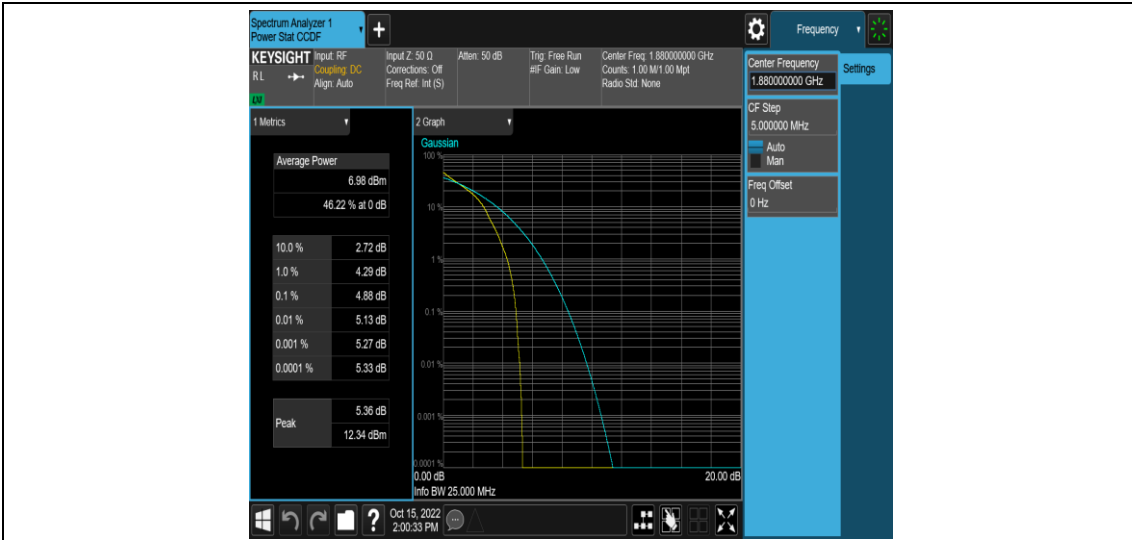 Spectrum Analyzer 1
Power Stat CCDF
+
Frequency
KEYSIGHT
RL
LXI
Input: RF
Coupling: DC
Align: Auto
Input Z: 50 Ω
Corrections: Off
Freq Ref: Int (S)
Atten: 50 dB
Trig: Free Run
#IF Gain: Low
Center Freq: 1.880000000 GHz
Counts: 1.00 M/1.00 Mpt
Radio Std: None
Center Frequency
1.880000000 GHz
Settings
CF Step
5.000000 MHz
Auto
Man
Freq Offset
0 Hz
1 Metrics
Average Power
6.98 dBm
46.22 % at 0 dB
10.0 % 2.72 dB
1.0 % 4.29 dB
0.1 % 4.88 dB
0.01 % 5.13 dB
0.001 % 5.27 dB
0.0001 % 5.33 dB
Peak
5.36 dB
12.34 dBm
2 Graph
Gaussian
100 %
10 %
1 %
0.1 %
0.01 %
0.001 %
0.0001 %
0.00 dB 20.00 dB
Info BW 25.000 MHz
?
Oct 15, 2022
2:00:33 PM